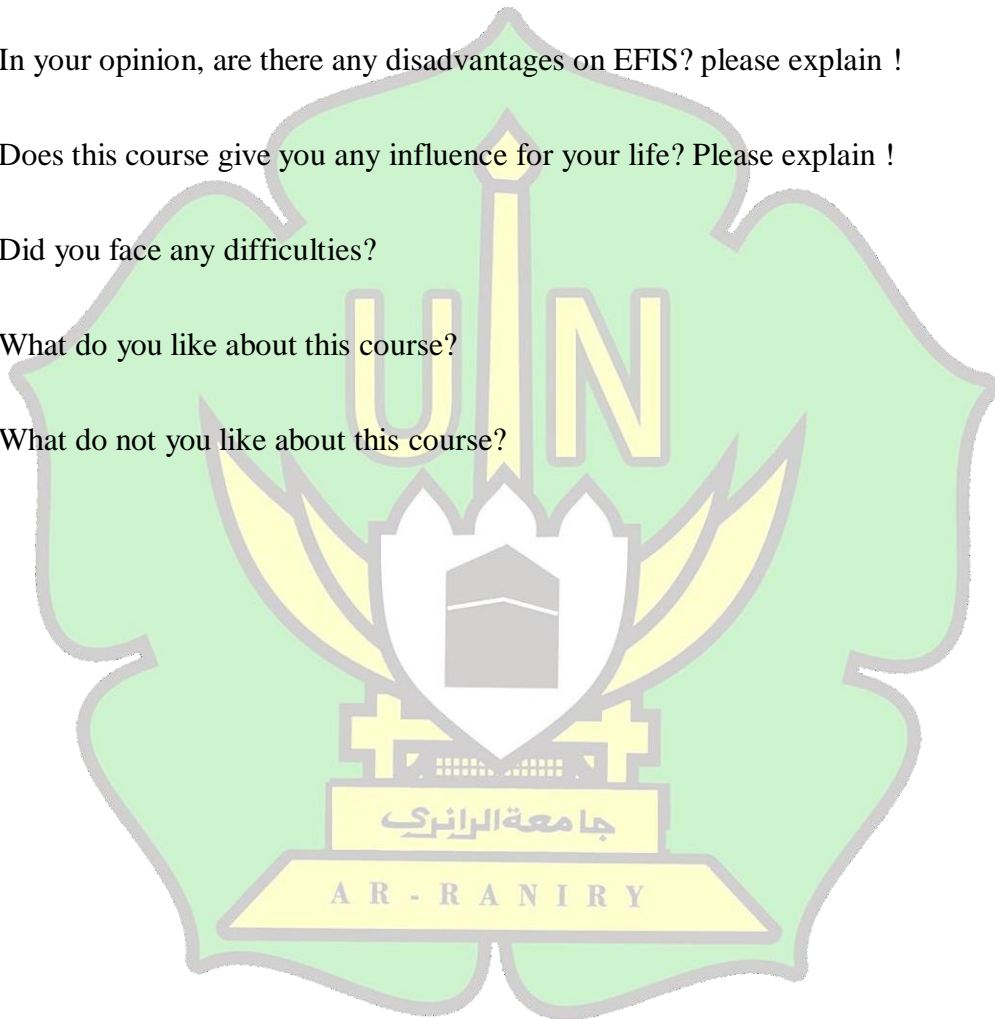 In your opinion, are there any disadvantages on EFIS? please explain !
Does this course give you any influence for your life? Please explain !
Did you face any difficulties?
What do you like about this course?
What do not you like about this course?
U I N
جامعة الرانري
AR-RANIRY